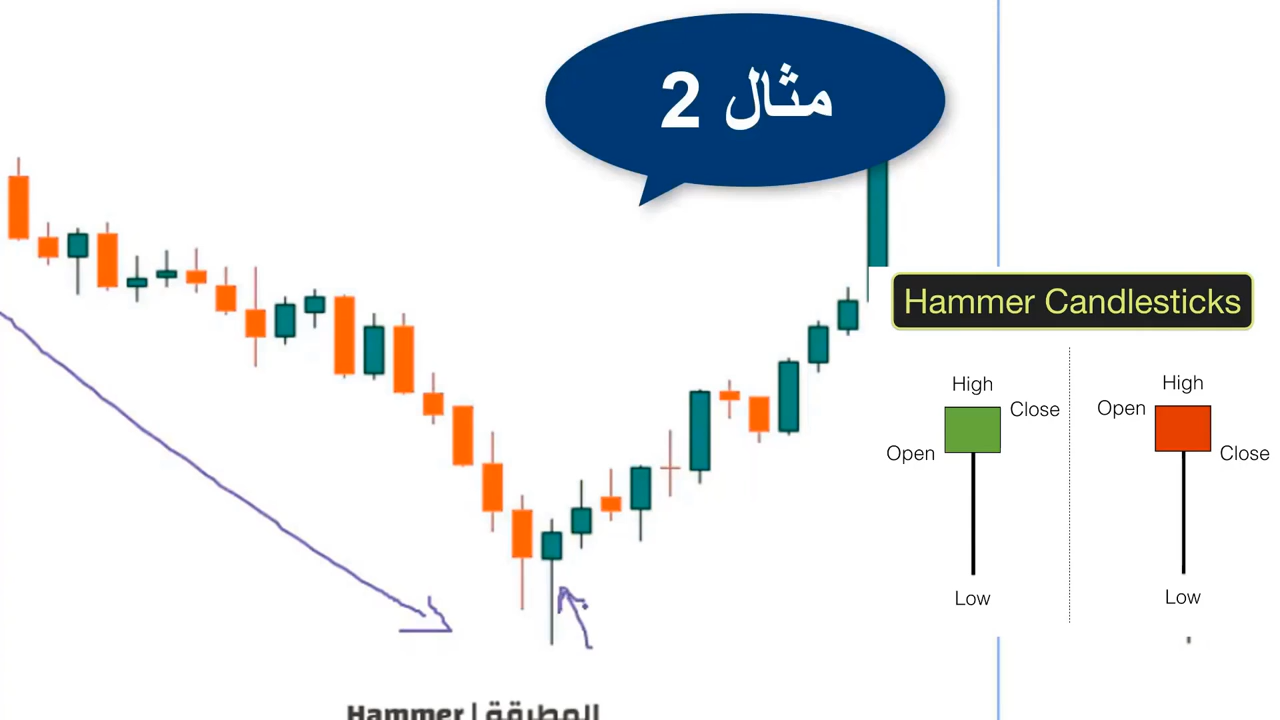 مثال 2
Hammer Candlesticks
High
Close
Open
Low
High
Open
Close
Low
Hammer | المطرقة